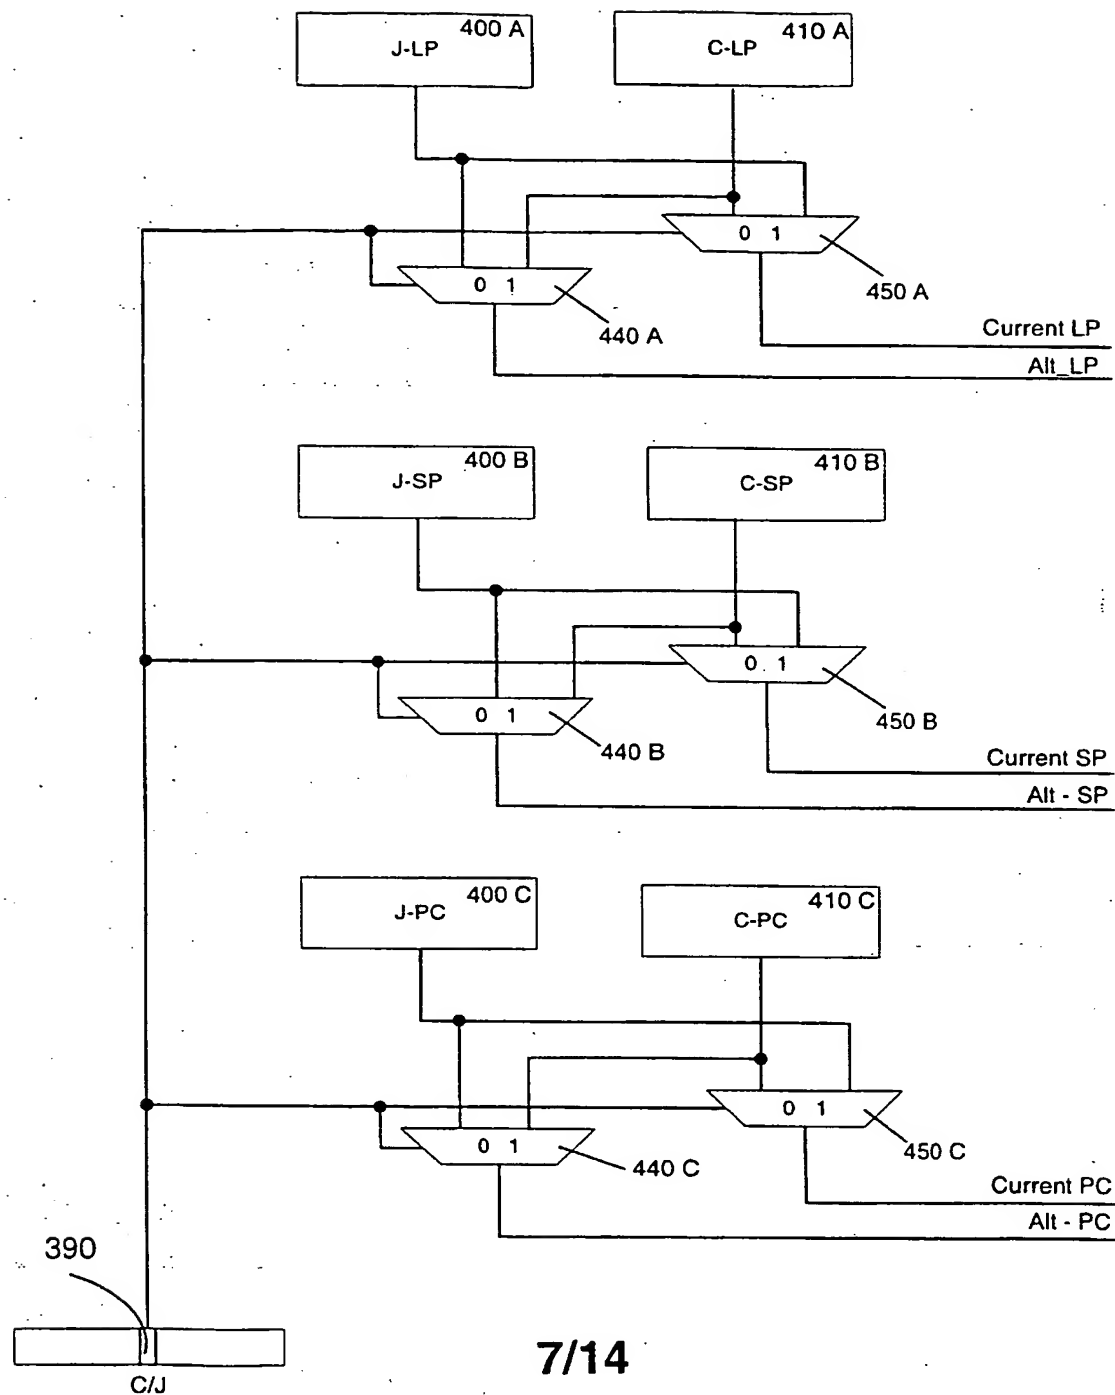 400 A
J-LP
410 A
C-LP
0 1
450 A
0 1
440 A
Current LP
Alt_LP
400 B
J-SP
410 B
C-SP
0 1
450 B
0 1
440 B
Current SP
Alt - SP
400 C
J-PC
410 C
C-PC
0 1
450 C
0 1
440 C
Current PC
Alt - PC
390
C/J
7/14